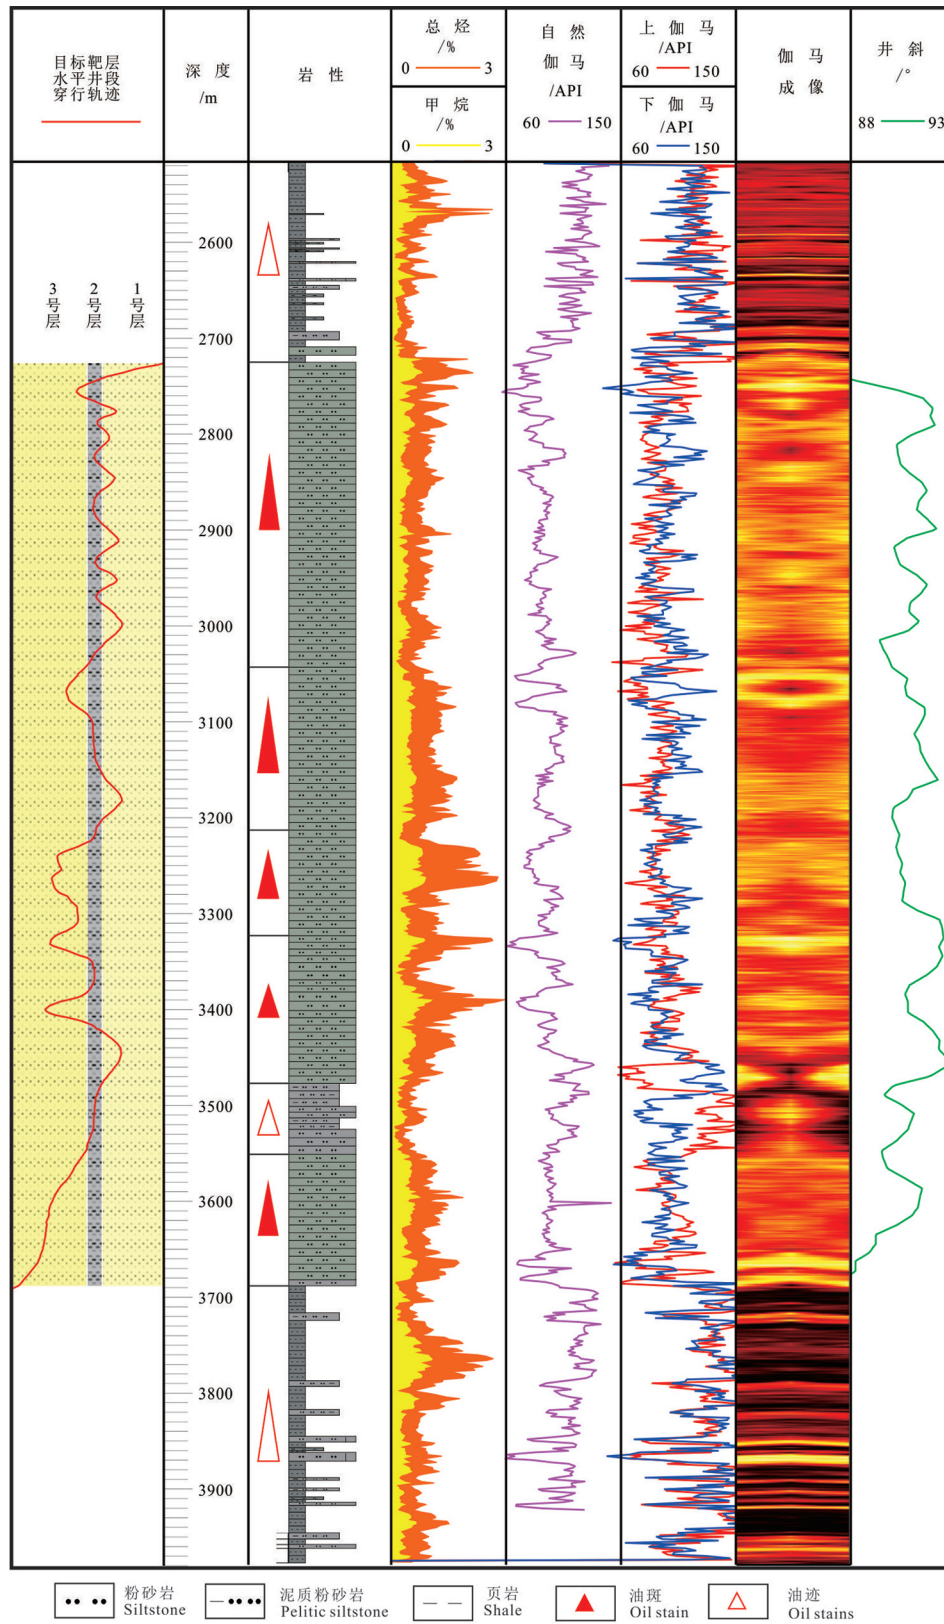 目标靶层
水平井段
穿行轨迹
深度
/m
岩性
总烃
/%
0 3
甲烷
/%
0 3
自然
伽马
/API
60 150
上伽马
/API
60 150
下伽马
/API
60 150
伽马
成像
井斜
/°
88 93
3号层
2号层
1号层
2600
2700
2800
2900
3000
3100
3200
3300
3400
3500
3600
3700
3800
3900
粉砂岩
Siltstone
泥质粉砂岩
Pelitic siltstone
页岩
Shale
油斑
Oil stain
油迹
Oil stains